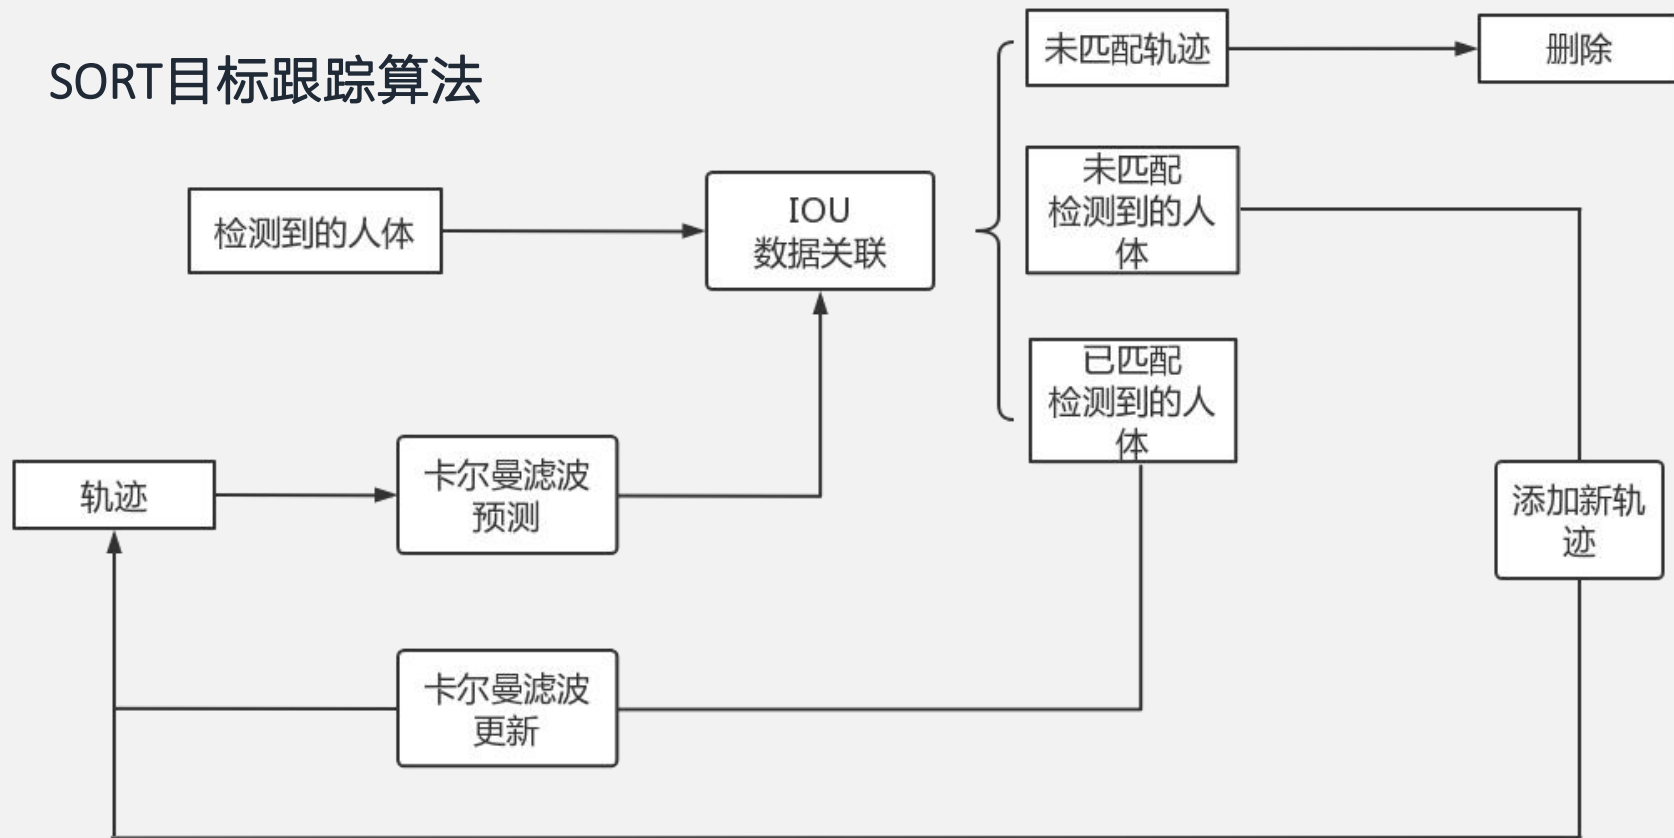 SORT目标跟踪算法
未匹配轨迹
删除
检测到的人体
IOU
数据关联
未匹配
检测到的人
体
已匹配
检测到的人
体
轨迹
卡尔曼滤波
预测
添加新轨
迹
卡尔曼滤波
更新